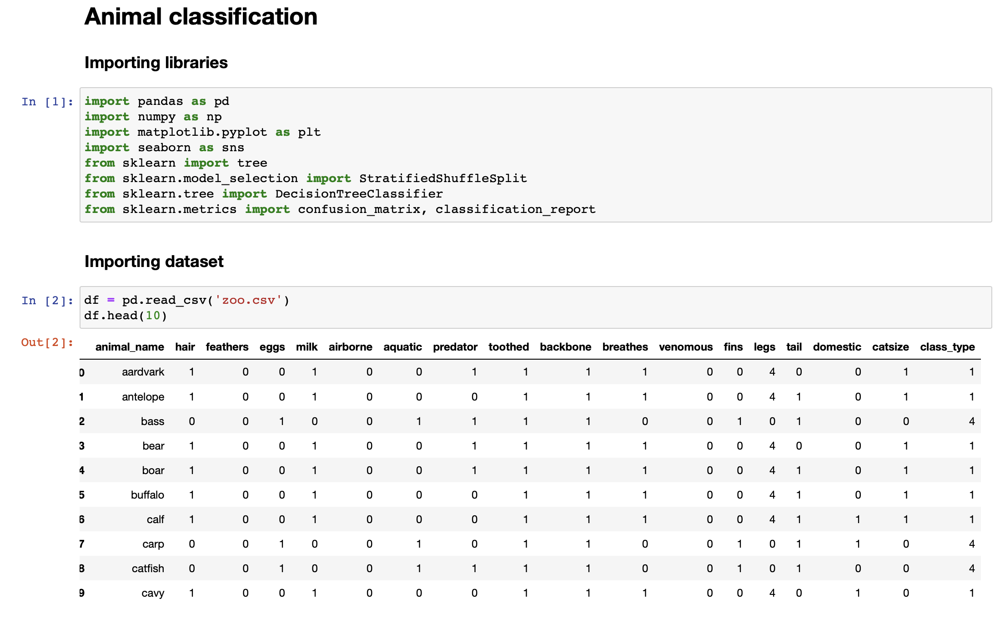 Animal classification
Importing libraries
In [1]:
import pandas as pd
import numpy as np
import matplotlib.pyplot as plt
import seaborn as sns
from sklearn import tree
from sklearn.model_selection import StratifiedShuffleSplit
from sklearn.tree import DecisionTreeClassifier
from sklearn.metrics import confusion_matrix, classification_report
Importing dataset
In [2]:
df = pd.read_csv('zoo.csv')
df.head(10)
Out[2]:
animal_name hair feathers eggs milk airborne aquatic predator toothed backbone breathes venomous fins legs tail domestic catsize class_type
0 aardvark 1 0 0 1 0 0 1 1 1 1 0 0 4 0 0 1 1
1 antelope 1 0 0 1 0 0 0 1 1 1 0 0 4 1 0 1 1
2 bass 0 0 1 0 0 1 1 1 1 0 0 1 0 1 0 0 4
3 bear 1 0 0 1 0 0 1 1 1 1 0 0 4 0 0 1 1
4 boar 1 0 0 1 0 0 1 1 1 1 0 0 4 1 0 1 1
5 buffalo 1 0 0 1 0 0 0 1 1 1 0 0 4 1 0 1 1
6 calf 1 0 0 1 0 0 0 1 1 1 0 0 4 1 1 1 1
7 carp 0 0 1 0 0 1 0 1 1 0 0 1 0 1 1 0 4
8 catfish 0 0 1 0 0 1 1 1 1 0 0 1 0 1 0 0 4
9 cavy 1 0 0 1 0 0 0 1 1 1 0 0 4 0 1 0 1